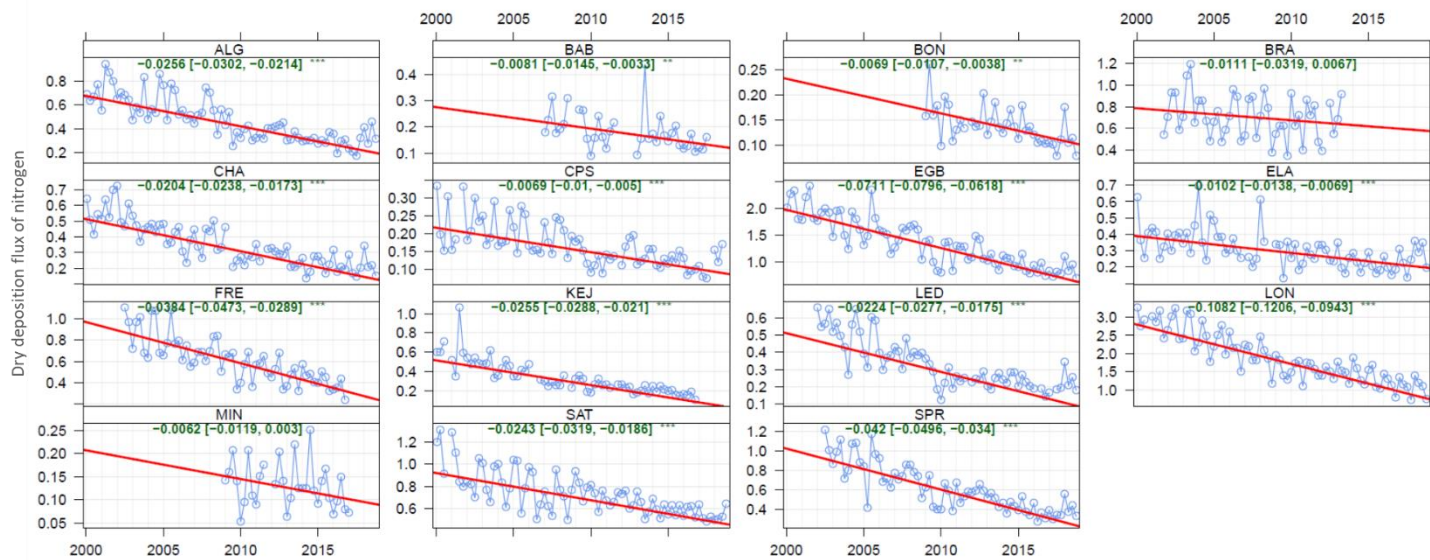 2000 2005 2010 2015
2000 2005 2010 2015
ALG
−0.0256 [−0.0302, −0.0214] ***
0.8
0.6
0.4
0.2
BAB
−0.0081 [−0.0145, −0.0033] **
0.4
0.3
0.2
0.1
BON
−0.0069 [−0.0107, −0.0038] **
0.25
0.20
0.15
0.10
BRA
−0.0111 [−0.0319, 0.0067]
1.2
1.0
0.8
0.6
0.4
Dry deposition flux of nitrogen
CHA
−0.0204 [−0.0238, −0.0173] ***
0.7
0.6
0.5
0.4
0.3
0.2
CPS
−0.0069 [−0.01, −0.005] ***
0.30
0.25
0.20
0.15
0.10
EGB
−0.0711 [−0.0796, −0.0618] ***
2.0
1.5
1.0
ELA
−0.0102 [−0.0138, −0.0069] ***
0.7
0.6
0.5
0.4
0.3
0.2
FRE
−0.0384 [−0.0473, −0.0289] ***
1.0
0.8
0.6
0.4
KEJ
−0.0255 [−0.0288, −0.021] ***
1.0
0.8
0.6
0.4
0.2
LED
−0.0224 [−0.0277, −0.0175] ***
0.6
0.5
0.4
0.3
0.2
0.1
LON
−0.1082 [−0.1206, −0.0943] ***
3.0
2.5
2.0
1.5
1.0
MIN
−0.0062 [−0.0119, 0.003]
0.25
0.20
0.15
0.10
0.05
SAT
−0.0243 [−0.0319, −0.0186] ***
1.2
1.0
0.8
0.6
SPR
−0.042 [−0.0496, −0.034] ***
1.2
1.0
0.8
0.6
0.4
2000 2005 2010 2015
2000 2005 2010 2015